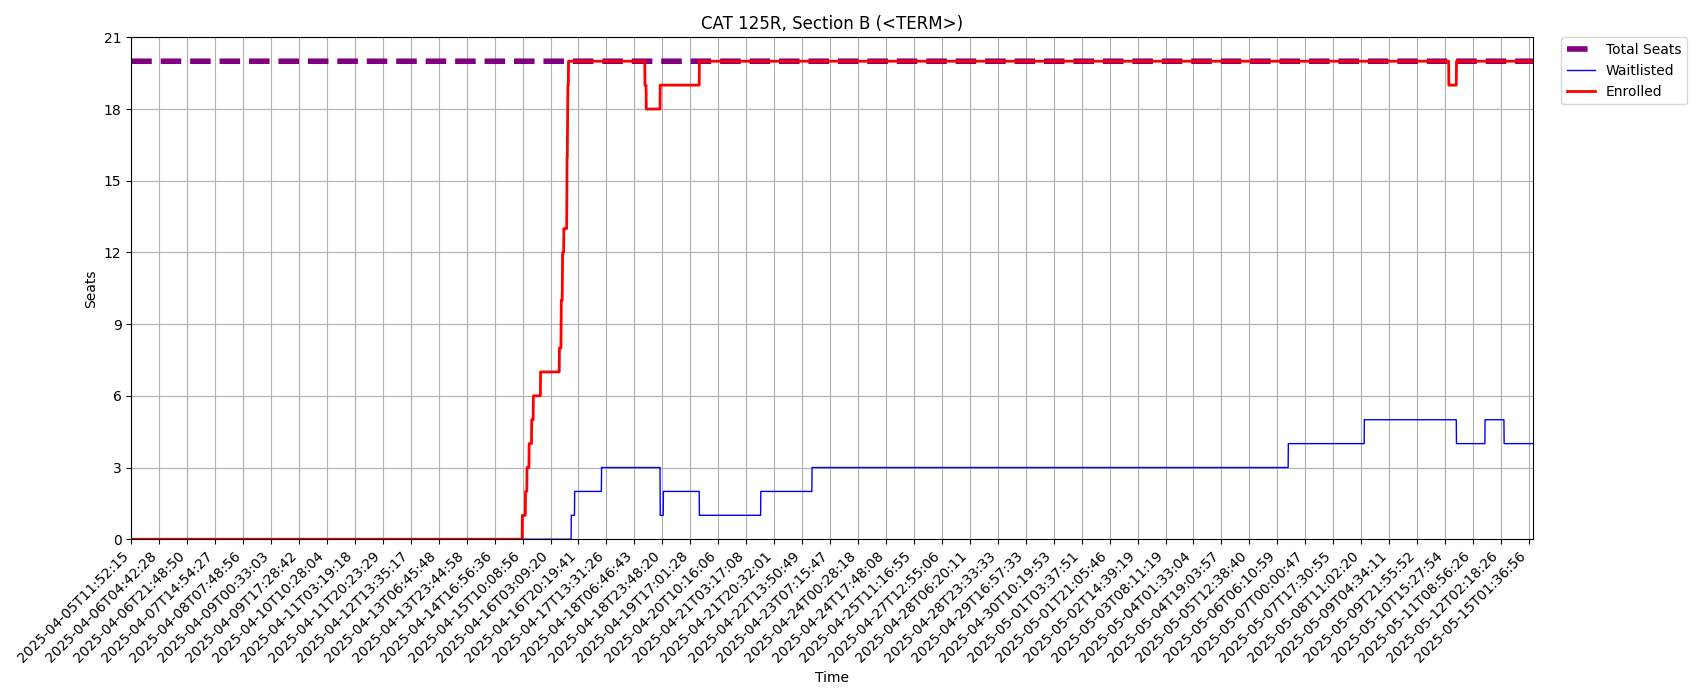 CAT 125R, Section B (<TERM>)
21
18
15
12
9
6
3
0
Seats
Total Seats
Waitlisted
Enrolled
2025-04-05T11:52:15
2025-04-06T04:42:28
2025-04-06T21:48:50
2025-04-07T14:54:27
2025-04-08T07:48:56
2025-04-09T00:33:03
2025-04-09T17:28:42
2025-04-10T10:28:04
2025-04-11T03:19:18
2025-04-11T20:23:29
2025-04-12T13:35:17
2025-04-13T06:45:48
2025-04-13T23:44:58
2025-04-14T16:56:36
2025-04-15T10:08:56
2025-04-16T03:09:20
2025-04-16T20:19:41
2025-04-17T13:31:26
2025-04-18T06:46:43
2025-04-18T23:48:20
2025-04-19T17:01:28
2025-04-20T10:16:06
2025-04-21T03:17:08
2025-04-21T20:32:01
2025-04-22T13:50:49
2025-04-23T07:15:47
2025-04-24T00:28:18
2025-04-24T17:48:08
2025-04-25T11:16:55
2025-04-27T12:55:06
2025-04-28T06:20:11
2025-04-28T23:33:33
2025-04-29T16:57:33
2025-04-30T10:19:53
2025-05-01T03:37:51
2025-05-01T21:05:46
2025-05-02T14:39:19
2025-05-03T08:11:19
2025-05-04T01:33:04
2025-05-04T19:03:57
2025-05-05T12:38:40
2025-05-06T06:10:59
2025-05-07T00:00:47
2025-05-07T17:30:55
2025-05-08T11:02:20
2025-05-09T04:34:11
2025-05-09T21:55:52
2025-05-10T15:27:54
2025-05-11T08:56:26
2025-05-12T02:18:26
2025-05-15T01:36:56
Time